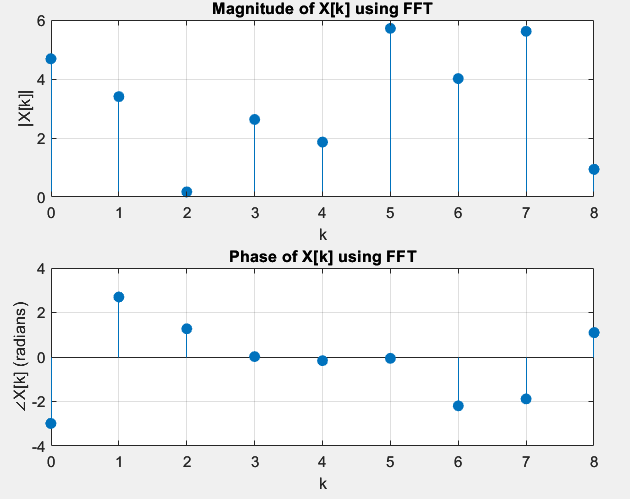 Magnitude of X[k] using FFT
|X[k]|
6
4
2
0
0 1 2 3 4 5 6 7 8
k
Phase of X[k] using FFT
∠X[k] (radians)
4
2
0
-2
-4
0 1 2 3 4 5 6 7 8
k